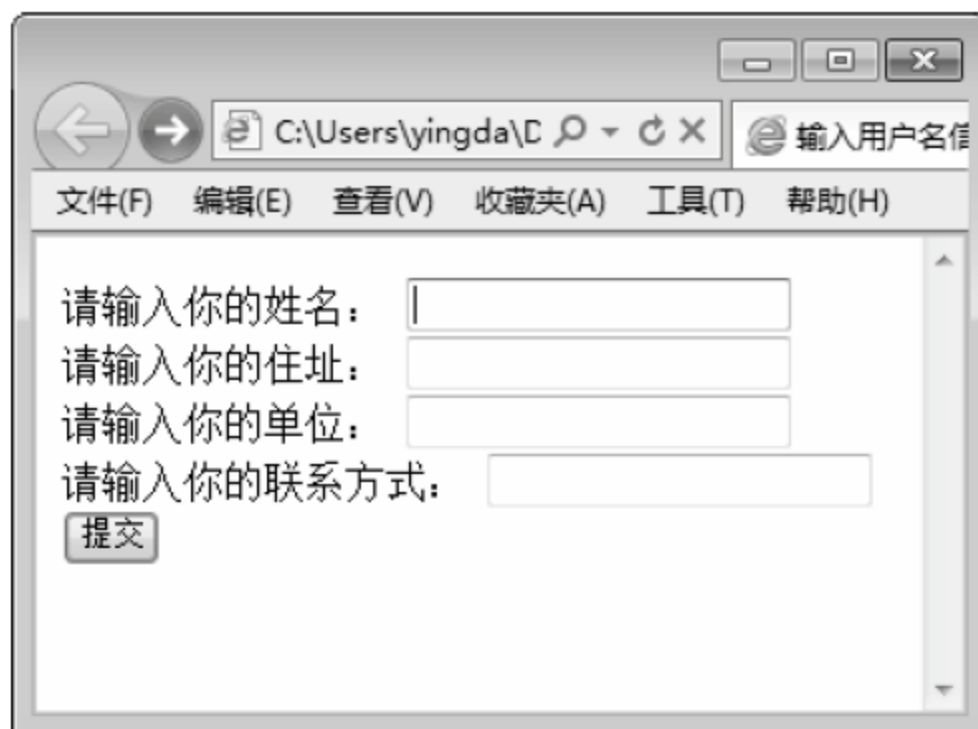 C:\Users\yingda\D
输入用户名信
文件(F) 编辑(E) 查看(V) 收藏夹(A) 工具(T) 帮助(H)
请输入你的姓名：
请输入你的住址：
请输入你的单位：
请输入你的联系方式：
提交